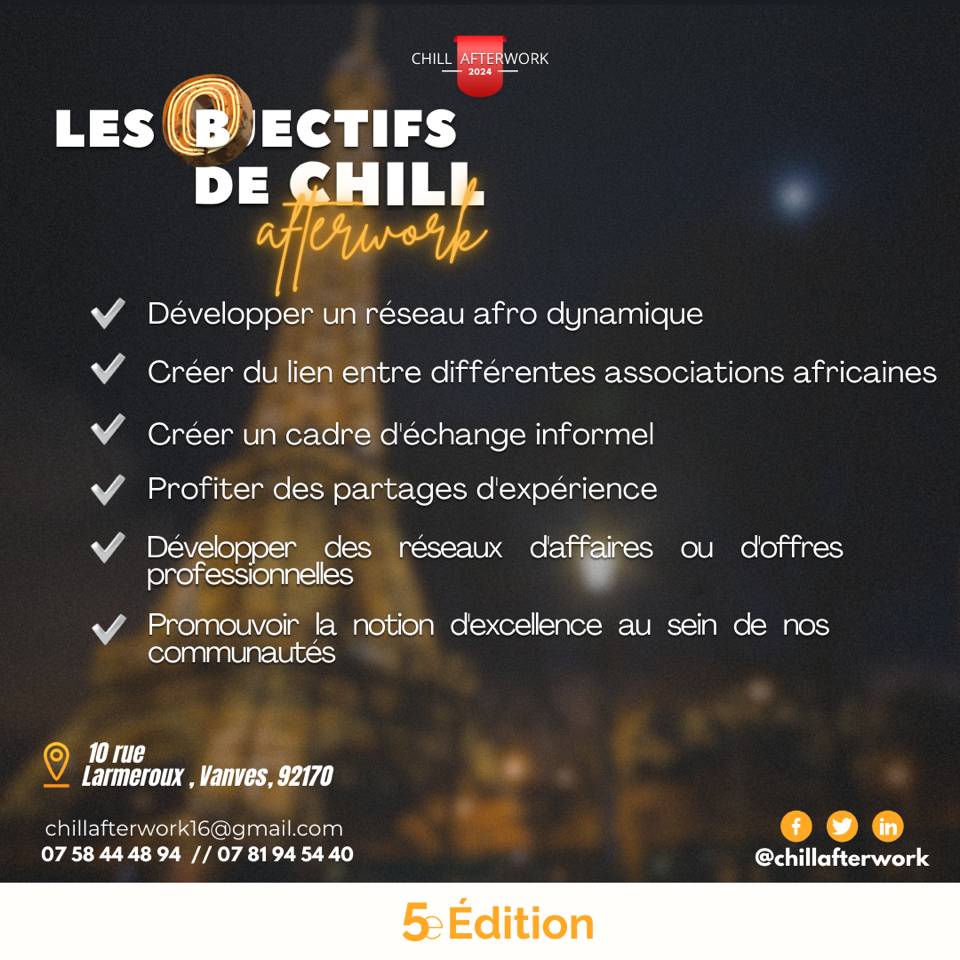 CHILL AFTERWORK
2024
LES OBJECTIFS
DE CHILL
afterwork
Développer un réseau afro dynamique
Créer du lien entre différentes associations africaines
Créer un cadre d'échange informel
Profiter des partages d'expérience
Développer des réseaux d'affaires ou d'offres
professionnelles
Promouvoir la notion d'excellence au sein de nos
communautés
10 rue
Larmeroux , Vanves, 92170
chillafterwork16@gmail.com
07 58 44 48 94 // 07 81 94 54 40
@chillafterwork
5e Édition